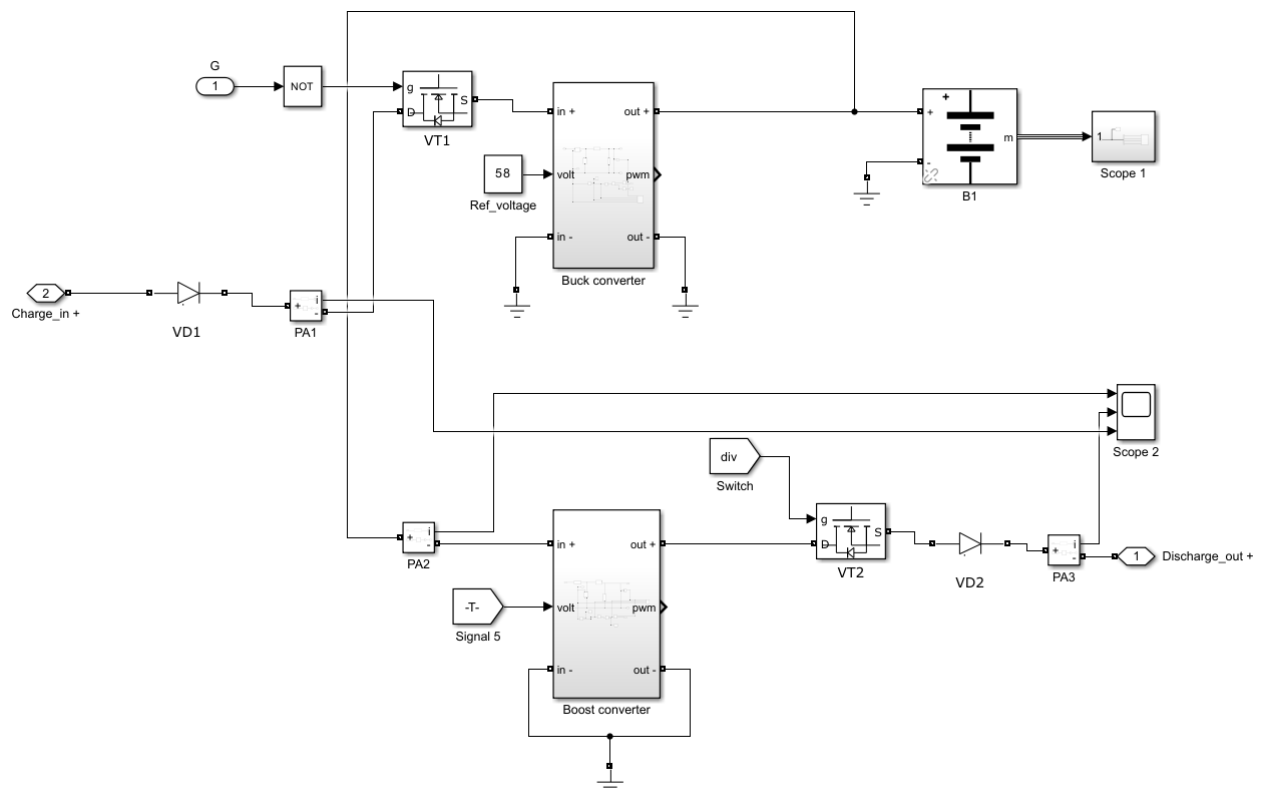 G
1
NOT
g
D
S
VT1
in +
out +
58
volt
pwm
Ref_voltage
in -
out -
Buck converter
+
+
-
m
B1
1
Scope 1
2
Charge_in +
VD1
+
i
-
PA1
Scope 2
div
Switch
+
i
-
PA2
in +
out +
-T-
volt
pwm
Signal 5
in -
out -
Boost converter
g
D
S
VT2
VD2
+
i
-
PA3
1
Discharge_out +